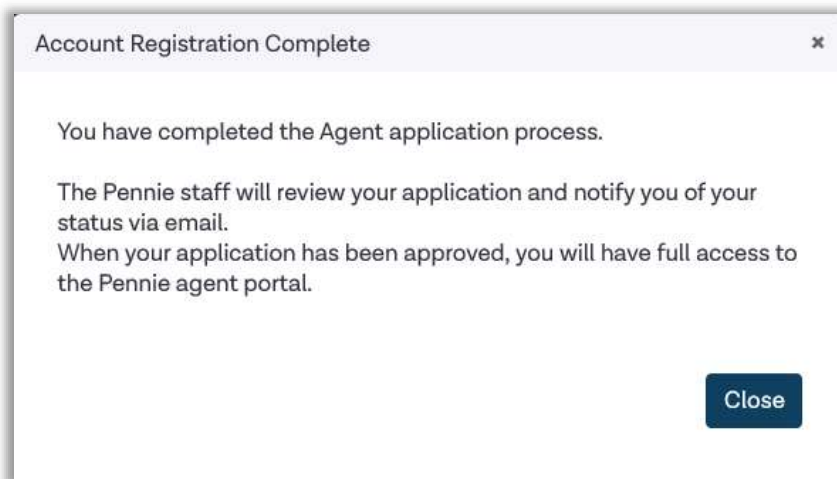 Account Registration Complete
×
You have completed the Agent application process.
The Pennie staff will review your application and notify you of your
status via email.
When your application has been approved, you will have full access to
the Pennie agent portal.
Close